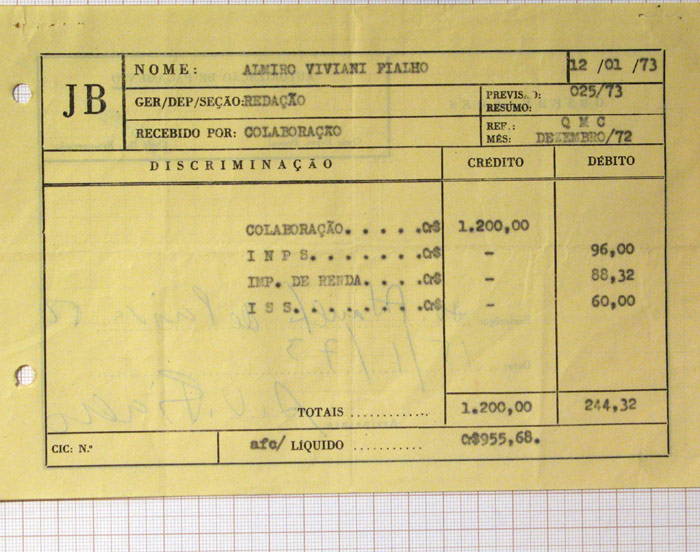 JB
NOME: ALMIRO VIVIANI FIALHO 12 /01 /73
GER/DEP/SEÇÃO: REDAÇÃO
PREVIS. ): 025/73
RESUMO:
RECEBIDO POR: COLABORAÇÃO
REF.: Q M C
MÊS: DEZEMBRO/72
DISCRIMINAÇÃO CRÉDITO DÉBITO
COLABORAÇÃO. . . . . .Cr$ 1.200,00
I N P S. . . . . . . .Cr$ - 96,00
IMP. DE RENDA. . . . .Cr$ - 88,32
I S S. . . . . . . . .Cr$ - 60,00
TOTAIS ............ 1.200,00 244,32
CIC: N.º afc/ LÍQUIDO ........... Cr$955,68.